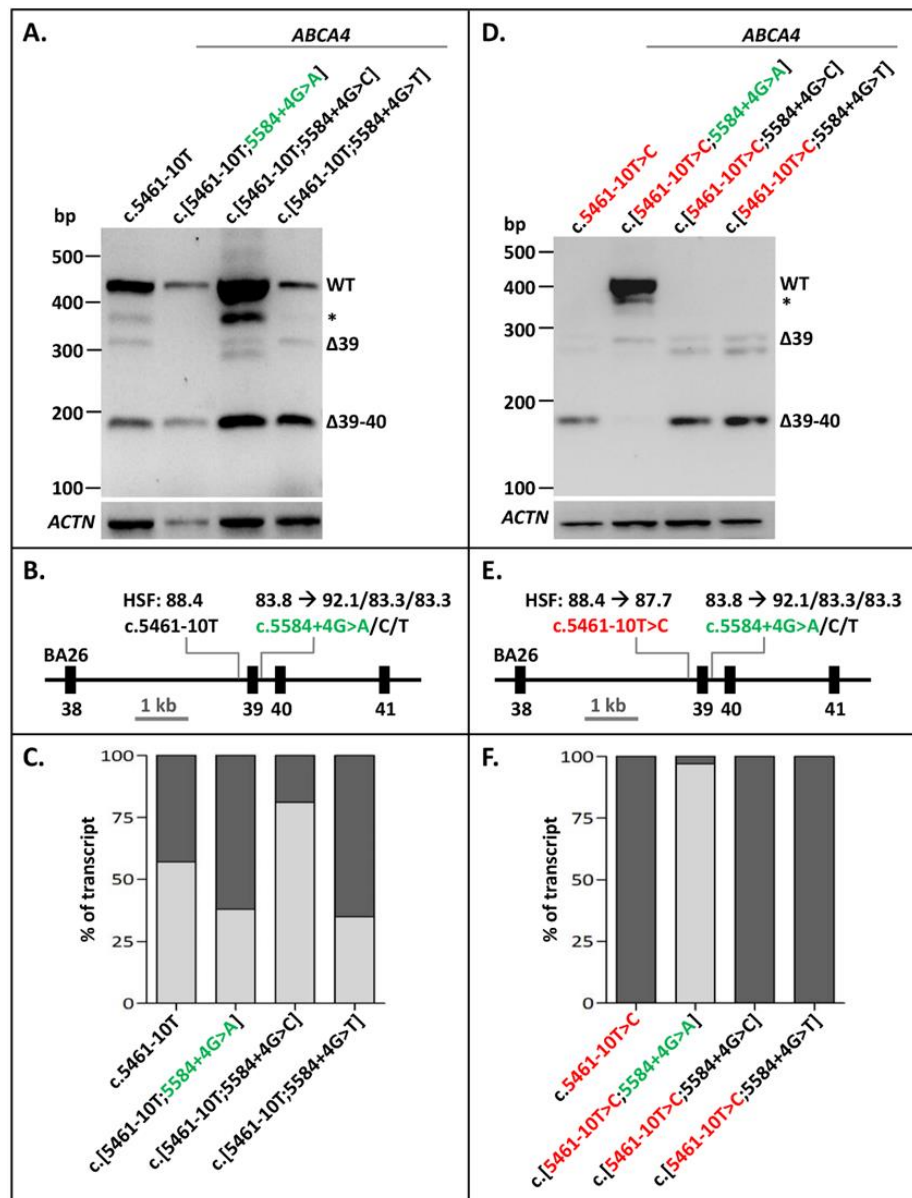 A.
ABCA4
c.5461-10T
c.[5461-10T;5584+4G>A]
c.[5461-10T;5584+4G>C]
c.[5461-10T;5584+4G>T]
bp
500
400
300
200
100
WT
*
Δ39
Δ39-40
ACTN
D.
ABCA4
c.5461-10T>C
c.[5461-10T>C;5584+4G>A]
c.[5461-10T>C;5584+4G>C]
c.[5461-10T>C;5584+4G>T]
bp
500
400
300
200
100
WT
*
Δ39
Δ39-40
ACTN
B.
HSF: 88.4
83.8 → 92.1/83.3/83.3
c.5461-10T
c.5584+4G>A/C/T
BA26
38
1 kb
39
40
41
E.
HSF: 88.4 → 87.7
83.8 → 92.1/83.3/83.3
c.5461-10T>C
c.5584+4G>A/C/T
BA26
38
1 kb
39
40
41
C.
% of transcript
100
75
50
25
0
c.5461-10T
c.[5461-10T;5584+4G>A]
c.[5461-10T;5584+4G>C]
c.[5461-10T;5584+4G>T]
F.
% of transcript
100
75
50
25
0
c.5461-10T>C
c.[5461-10T>C;5584+4G>A]
c.[5461-10T>C;5584+4G>C]
c.[5461-10T>C;5584+4G>T]